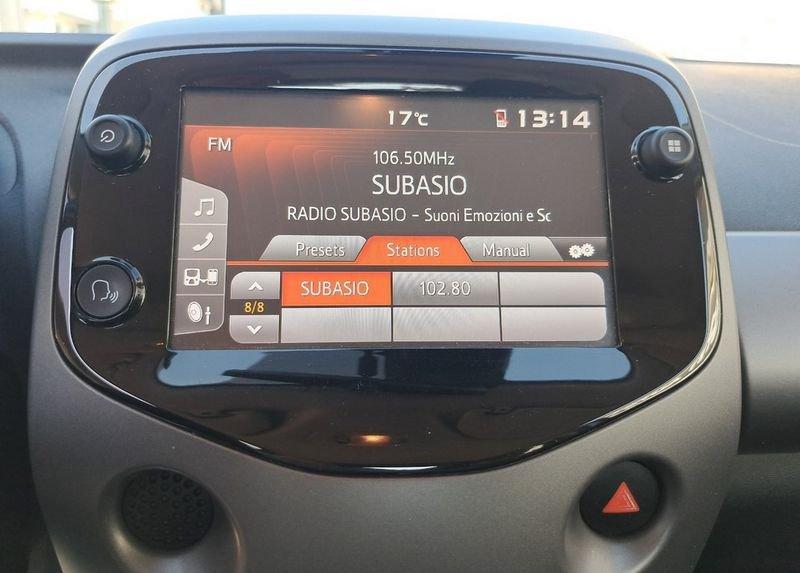 17°C 13:14
FM
106.50MHz
SUBASIO
RADIO SUBASIO - Suoni Emozioni e Sc
Presets Stations Manual
SUBASIO 102.80
8/8